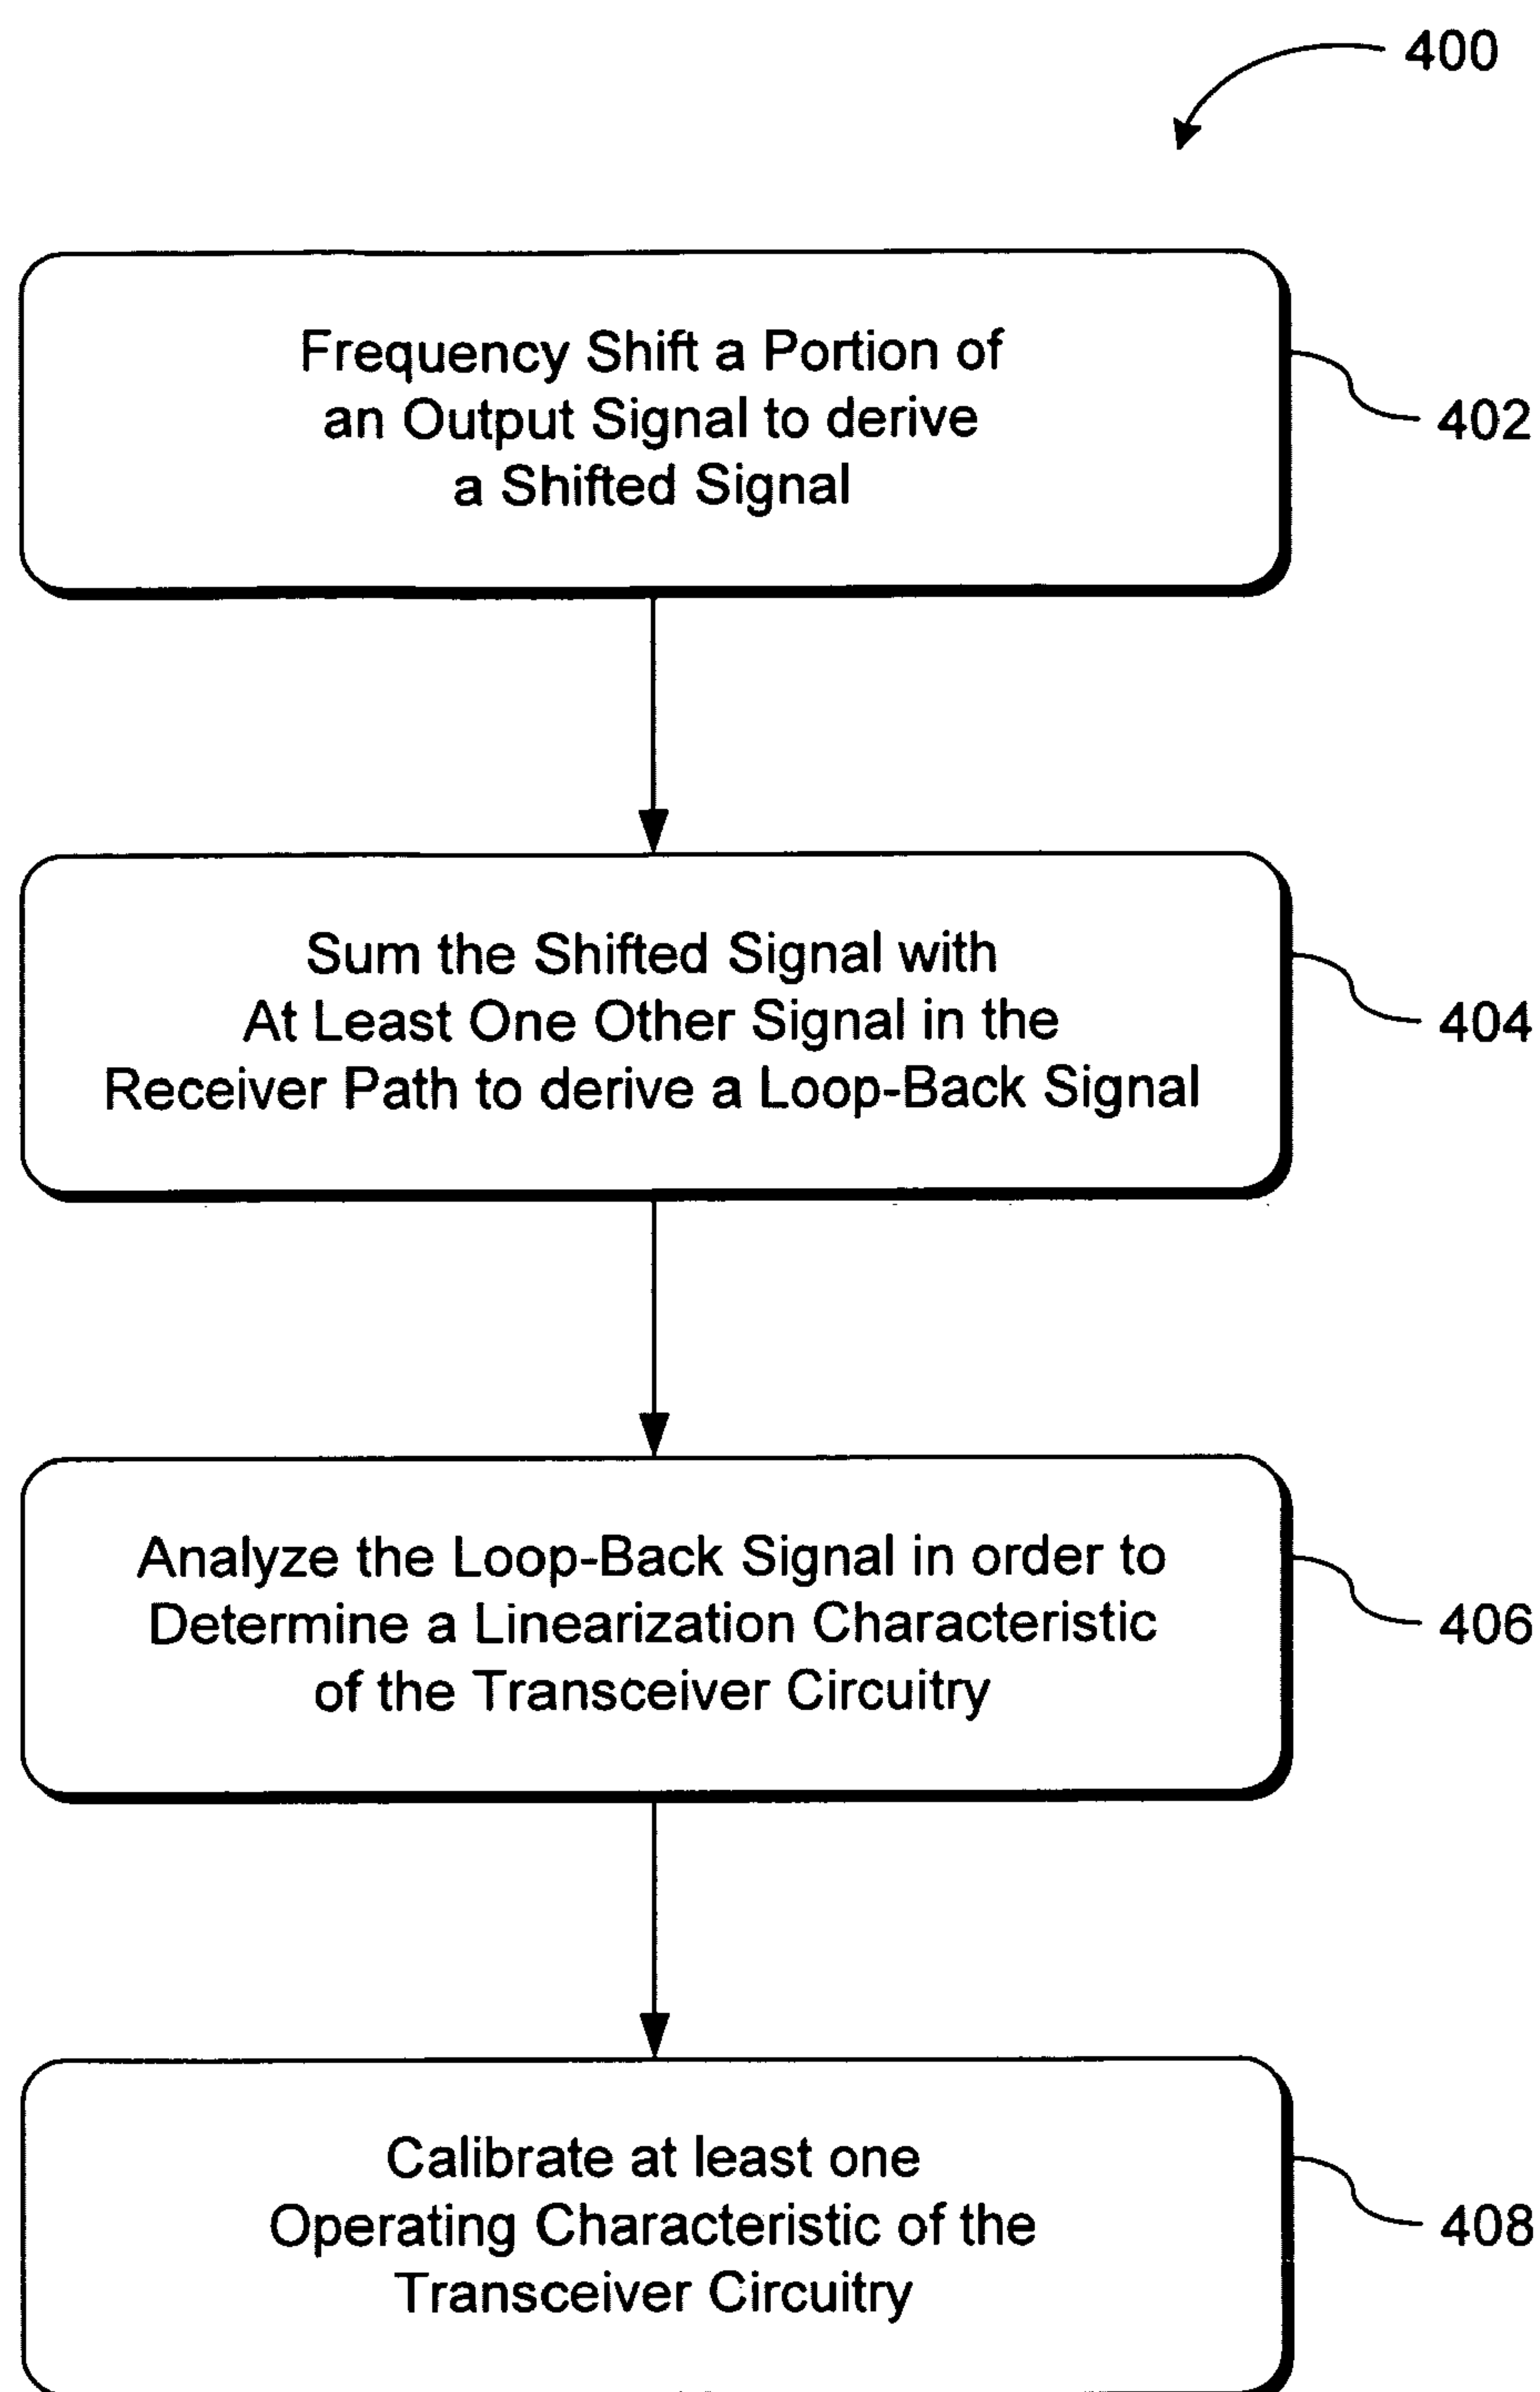 400
Frequency Shift a Portion of
an Output Signal to derive
a Shifted Signal
402
Sum the Shifted Signal with
At Least One Other Signal in the
Receiver Path to derive a Loop-Back Signal
404
Analyze the Loop-Back Signal in order to
Determine a Linearization Characteristic
of the Transceiver Circuitry
406
Calibrate at least one
Operating Characteristic of the
Transceiver Circuitry
408